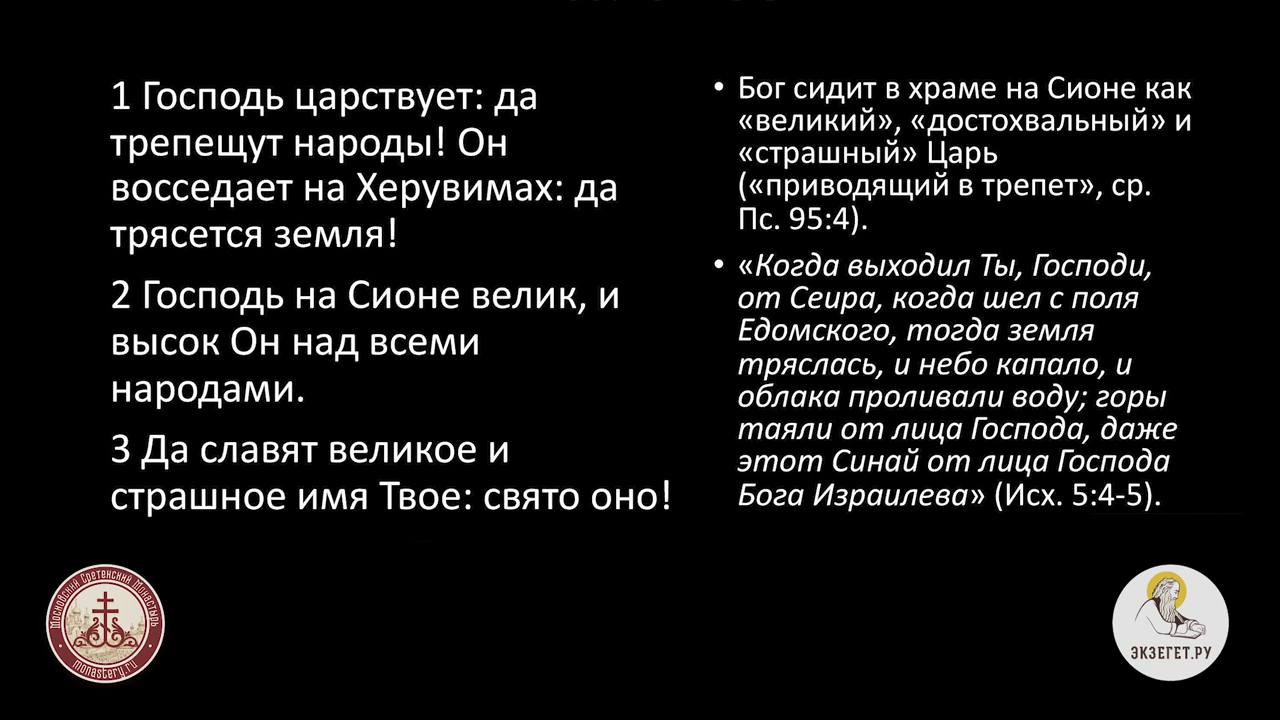 1 Господь царствует: да
трепещут народы! Он
восседает на Херувимах: да
трясется земля!
2 Господь на Сионе велик, и
высок Он над всеми
народами.
3 Да славят великое и
страшное имя Твое: свято оно!
• Бог сидит в храме на Сионе как
«великий», «достохвальный» и
«страшный» Царь
(«приводящий в трепет», ср.
Пс. 95:4).
• «Когда выходил Ты, Господи,
от Сеира, когда шел с поля
Едомского, тогда земля
тряслась, и небо капало, и
облака проливали воду; горы
таяли от лица Господа, даже
этот Синай от лица Господа
Бога Израилева» (Исх. 5:4-5).
Московский Сретенский Монастырь
monastery.ru
ЭКЗЕГЕТ.РУ